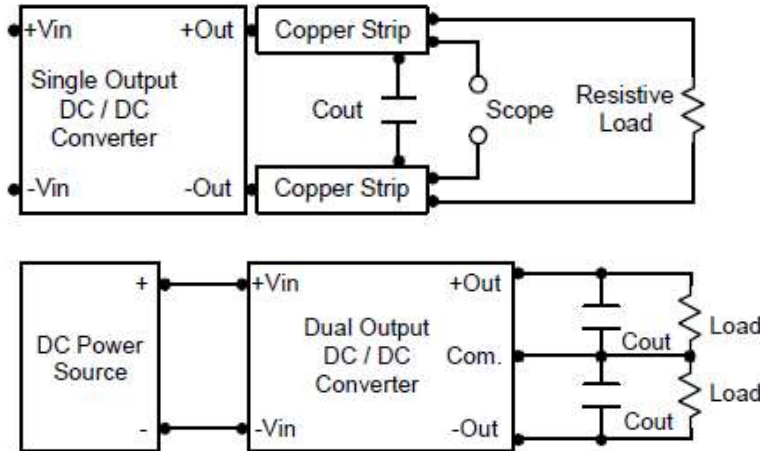 +Vin +Out Copper Strip
Single Output
DC / DC
Converter
Cout
Scope
Resistive
Load
-Vin -Out Copper Strip
+ +Vin +Out
DC Power
Source
Dual Output
DC / DC
Converter
Com.
Cout
Load
Load
Cout
- -Vin -Out